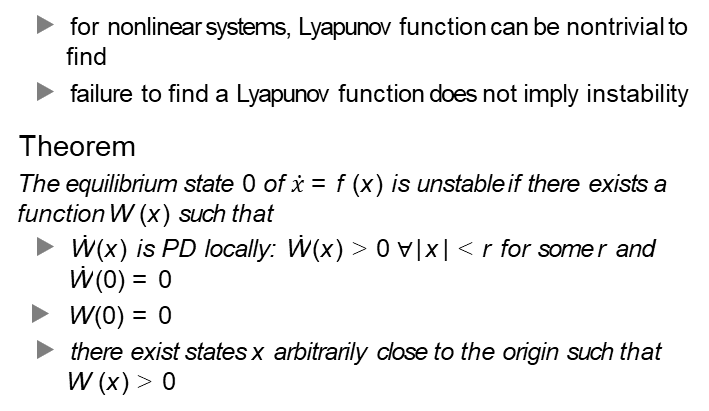 ▶ for nonlinear systems, Lyapunov function can be nontrivial to
find
▶ failure to find a Lyapunov function does not imply instability
Theorem
The equilibrium state 0 of ẋ = f (x) is unstable if there exists a
function W (x) such that
▶ Ẇ(x) is PD locally: Ẇ(x) > 0 ∀|x| < r for some r and
Ẇ(0) = 0
▶ W(0) = 0
▶ there exist states x arbitrarily close to the origin such that
W (x) > 0